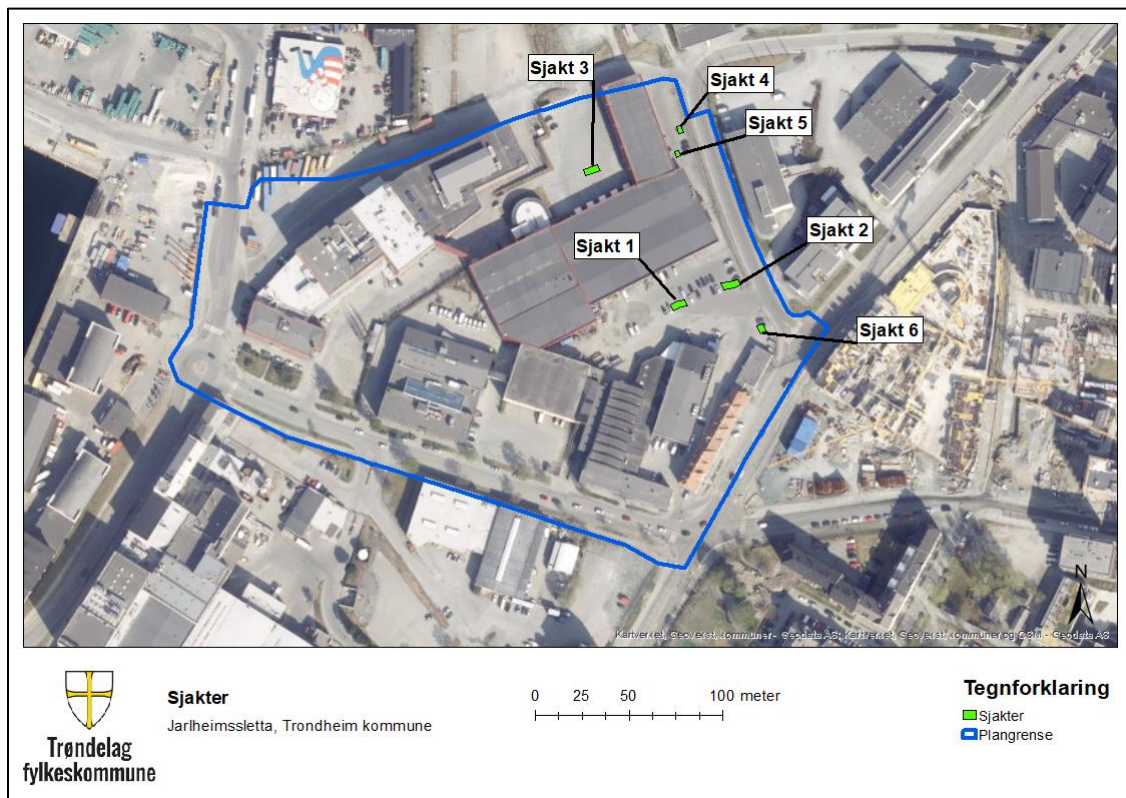 Sjakt 3
Sjakt 4
Sjakt 5
Sjakt 2
Sjakt 1
Sjakt 6
N
Kartverket, Geovekst, kommuner - Geodata AS; Kartverket, Geovekst, kommuner og OSM - Geodata AS
Trøndelag
fylkeskommune
Sjakter
Jarlheimssletta, Trondheim kommune
0 25 50 100 meter
Tegnforklaring
Sjakter
Plangrense